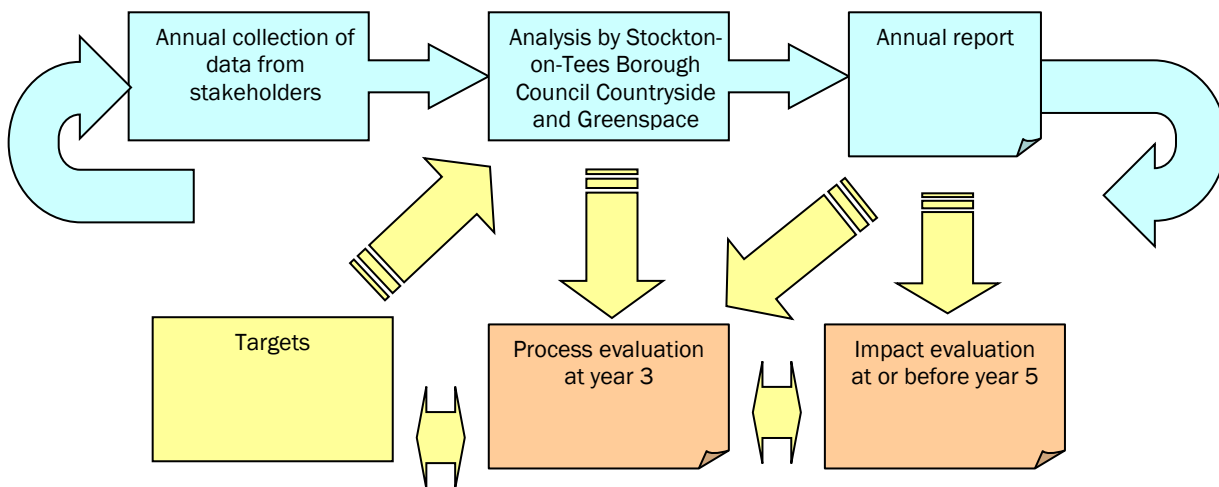 Annual collection of
data from
stakeholders
Analysis by Stockton-
on-Tees Borough
Council Countryside
and Greenspace
Annual report
Targets
Process evaluation
at year 3
Impact evaluation
at or before year 5